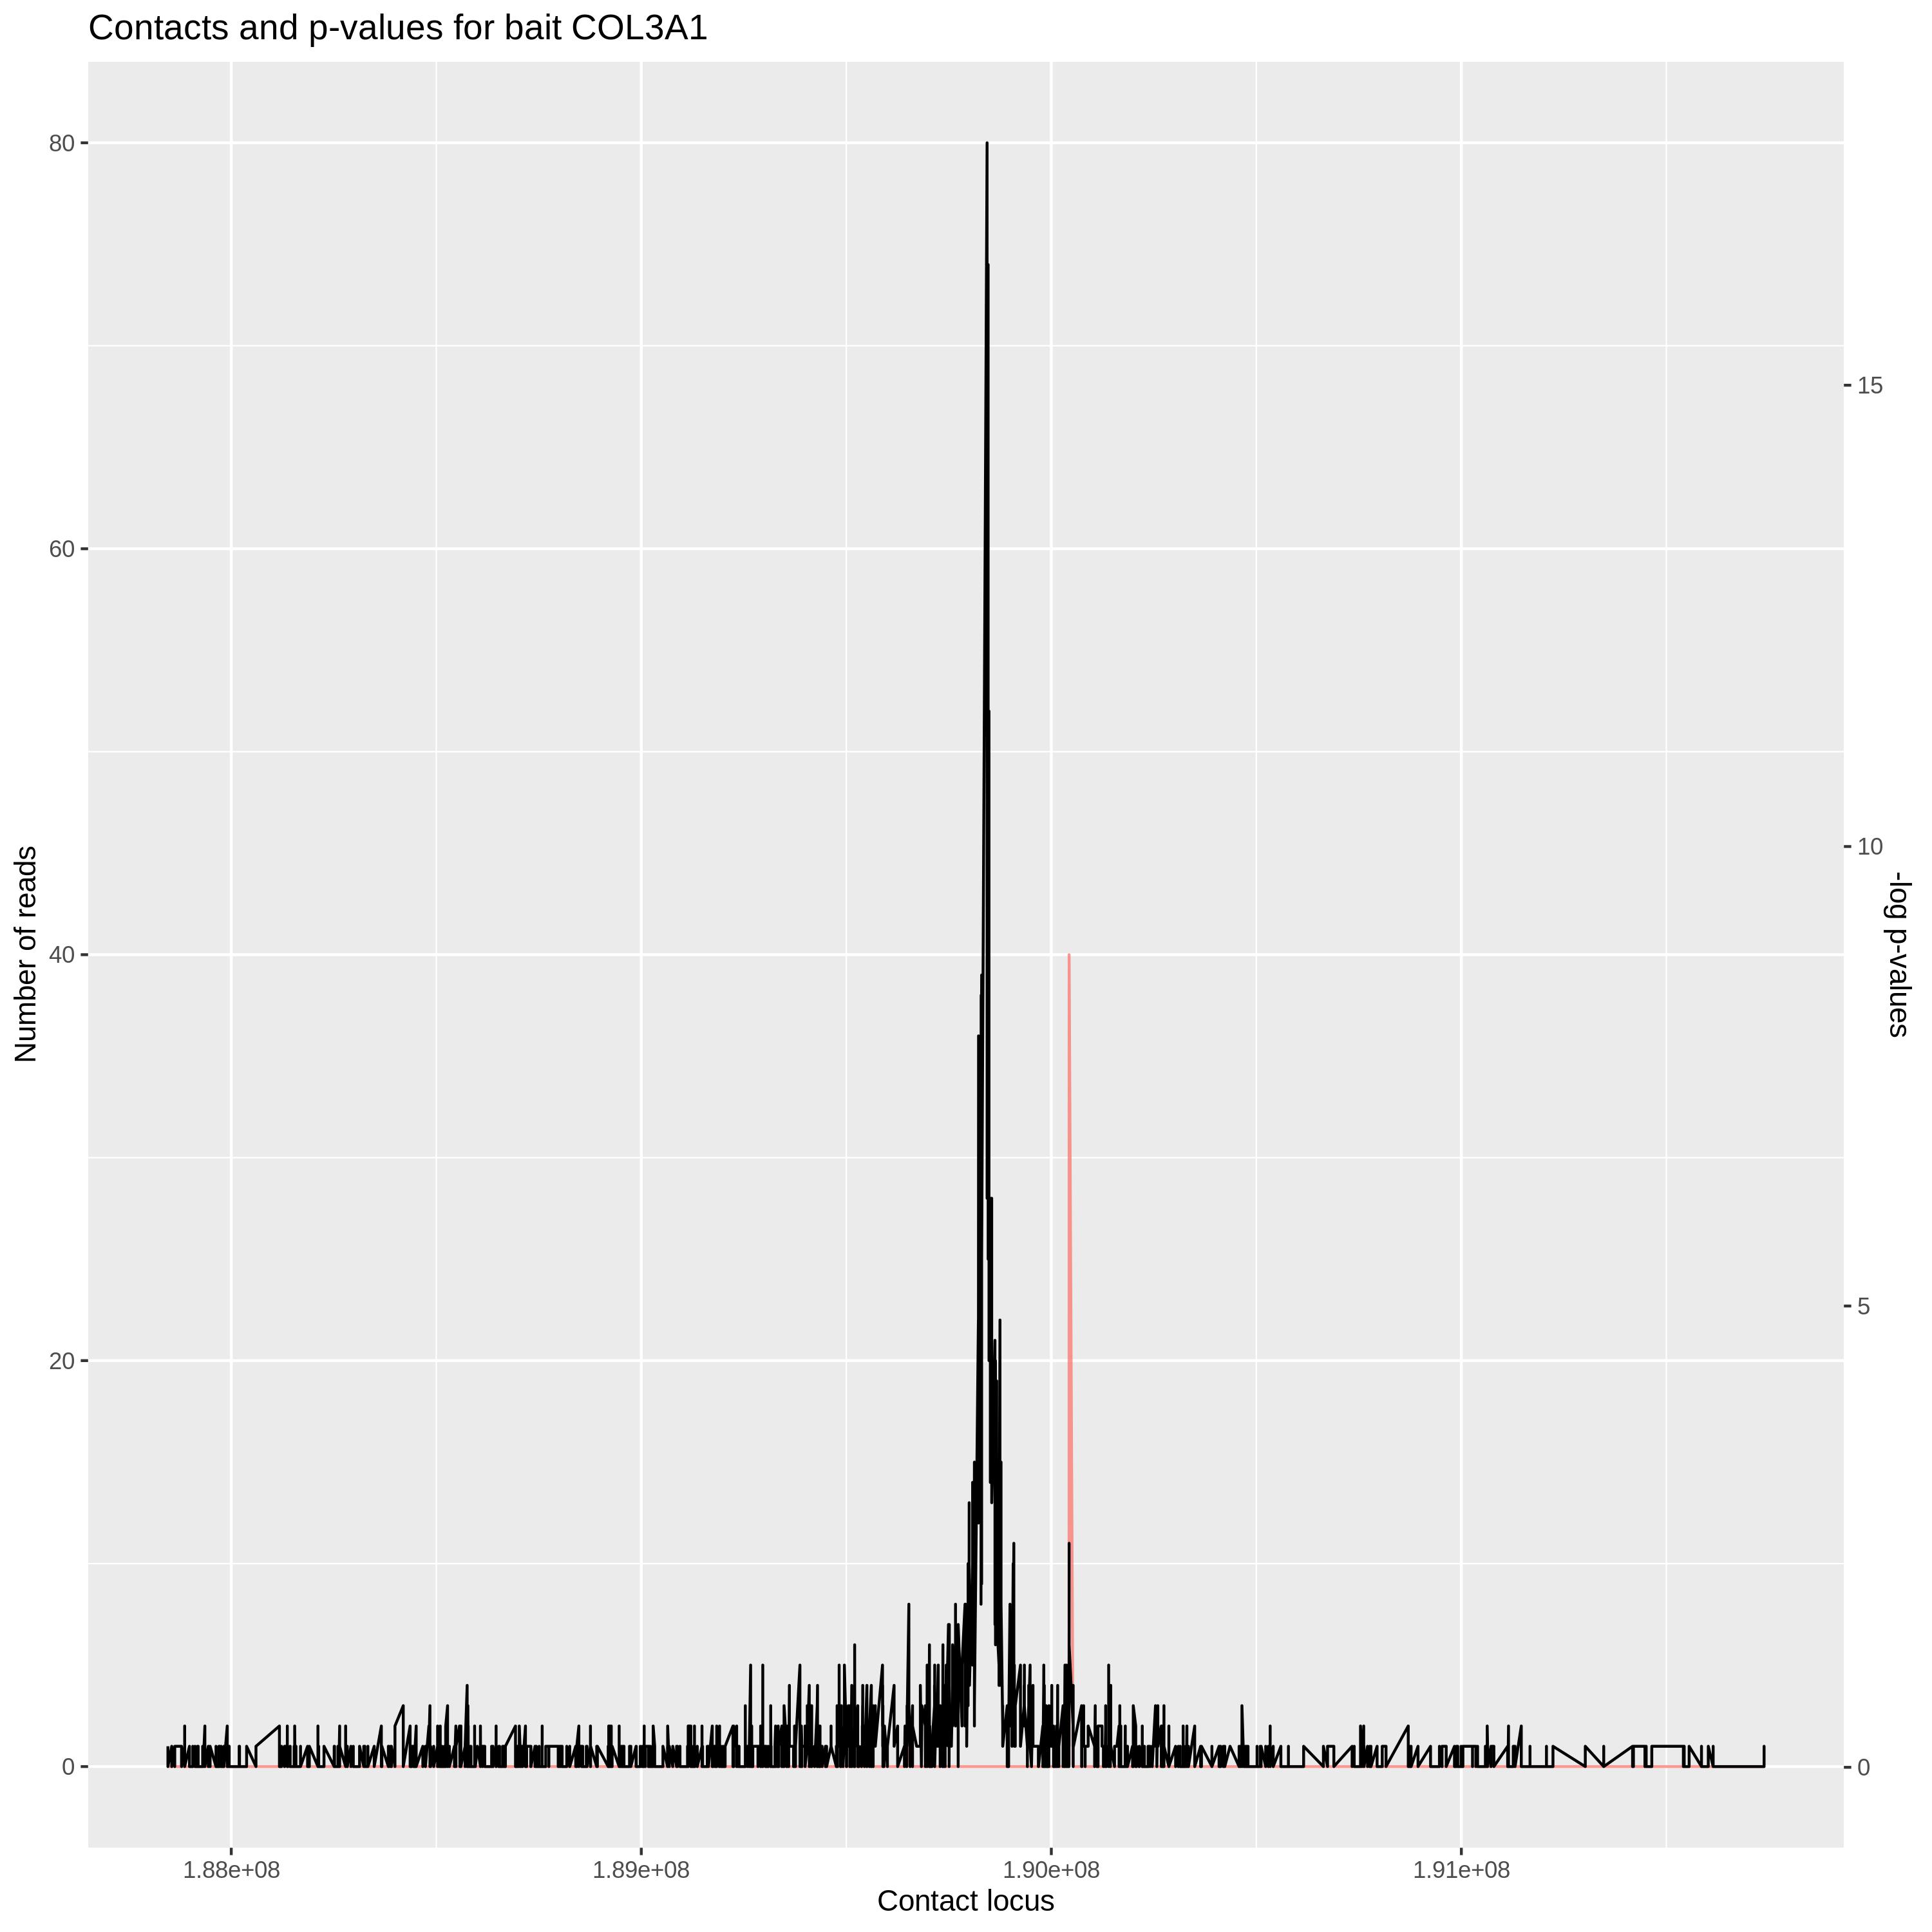 Contacts and p-values for bait COL3A1
80
60
40
20
0
Number of reads
15
10
5
0
-log p-values
1.88e+08 1.89e+08 1.90e+08 1.91e+08
Contact locus